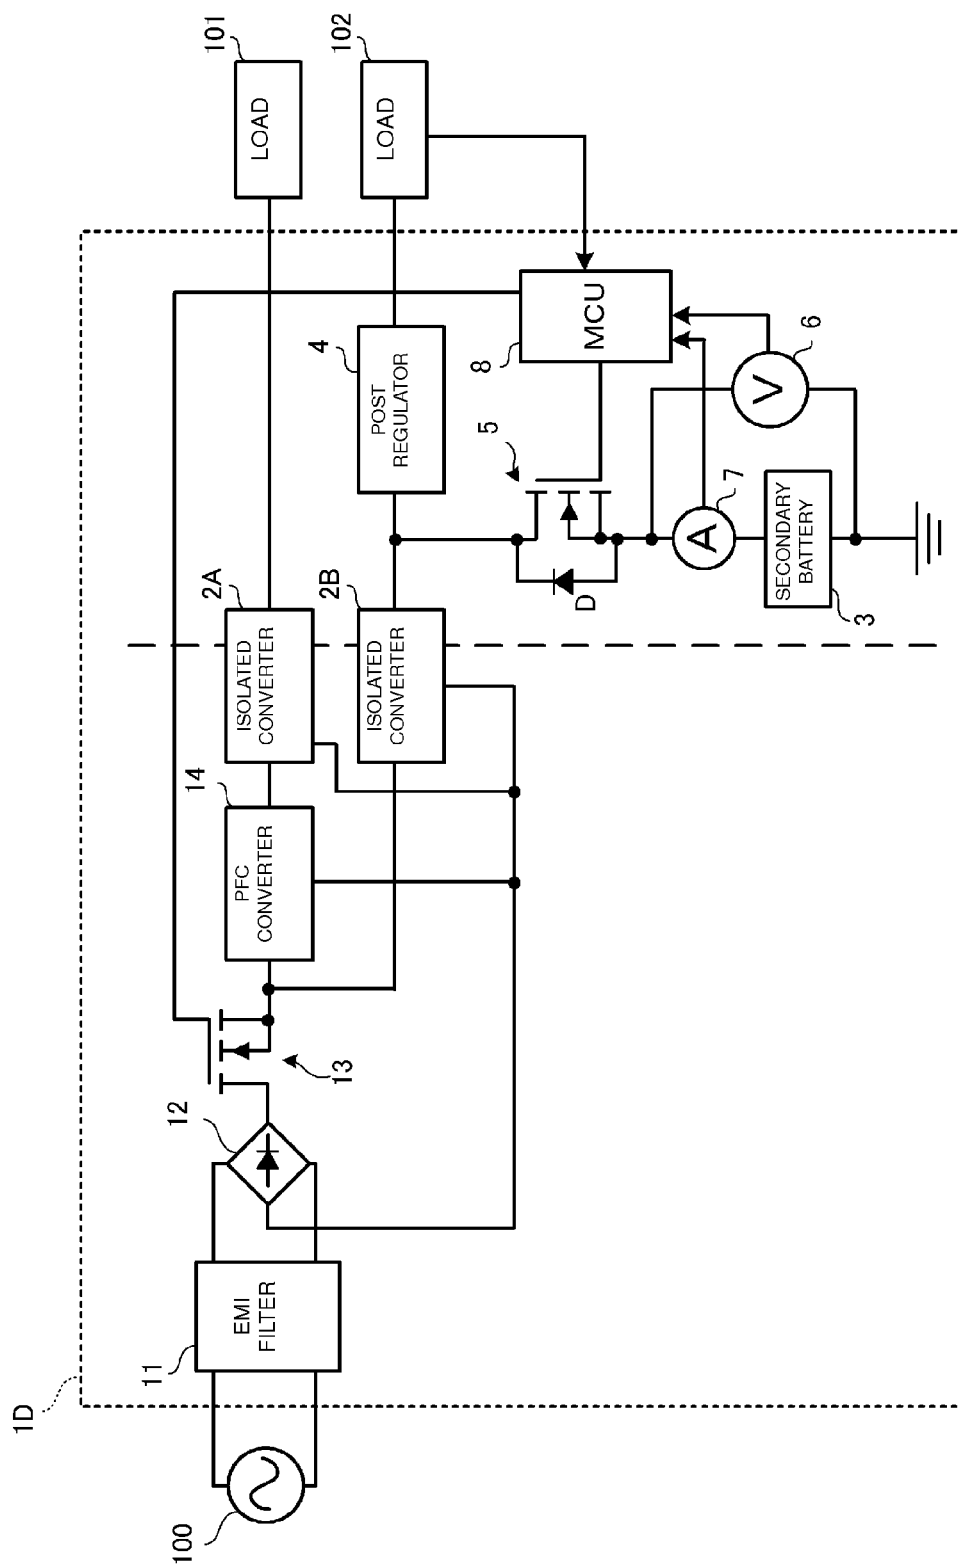 1D
100
11
EMI
FILTER
12
13
14
PFC
CONVERTER
2A
ISOLATED
CONVERTER
2B
ISOLATED
CONVERTER
4
POST
REGULATOR
101
LOAD
102
LOAD
5
D
8
MCU
A
7
V
6
SECONDARY
BATTERY
3